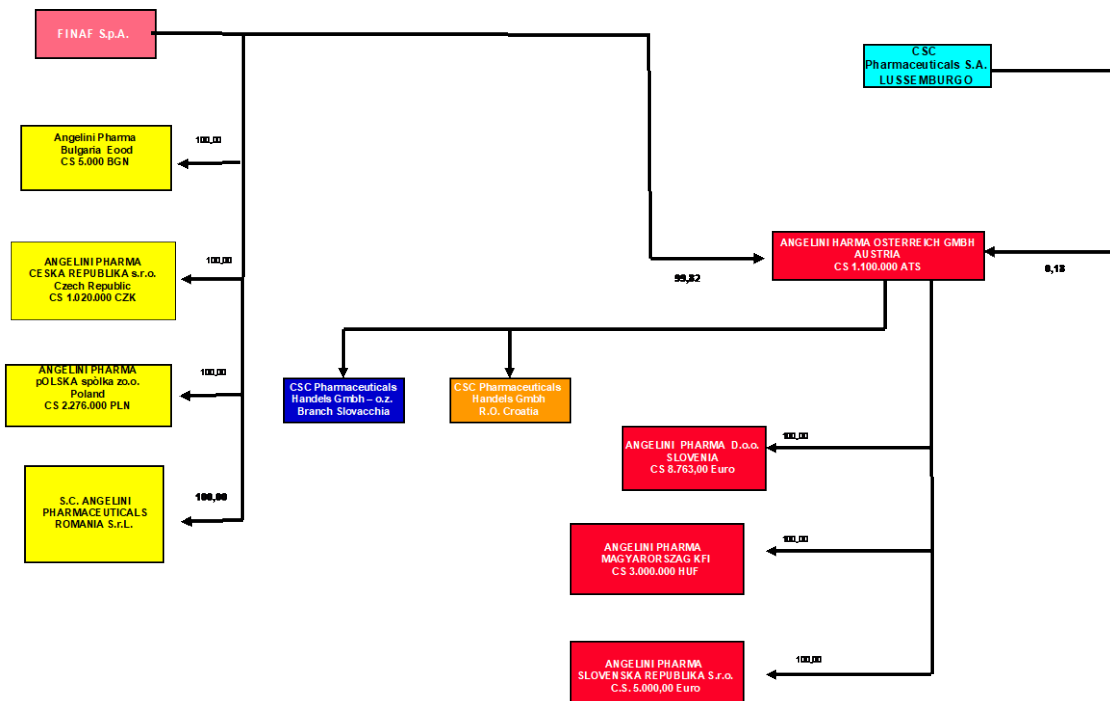 FINAF S.p.A.
CSC
Pharmaceuticals S.A.
LUSSEMBURGO
Angelini Pharma
Bulgaria Eood
CS 5.000 BGN
100,00
ANGELINI PHARMA
CESKA REPUBLIKA s.r.o.
Czech Republic
CS 1.020.000 CZK
100,00
ANGELINI HARMA OSTERREICH GMBH
AUSTRIA
CS 1.100.000 ATS
99,82
0,18
ANGELINI PHARMA
pOLSKA spòlka zo.o.
Poland
CS 2.276.000 PLN
100,00
CSC Pharmaceuticals
Handels Gmbh – o.z.
Branch Slovacchia
CSC Pharmaceuticals
Handels Gmbh
R.O. Croatia
S.C. ANGELINI
PHARMACEUTICALS
ROMANIA S.r.L.
100,00
ANGELINI PHARMA D.o.o.
SLOVENIA
CS 8.763,00 Euro
100,00
ANGELINI PHARMA
MAGYARORSZAG KFI
CS 3.000.000 HUF
100,00
ANGELINI PHARMA
SLOVENSKA REPUBLIKA S.r.o.
C.S. 5.000,00 Euro
100,00